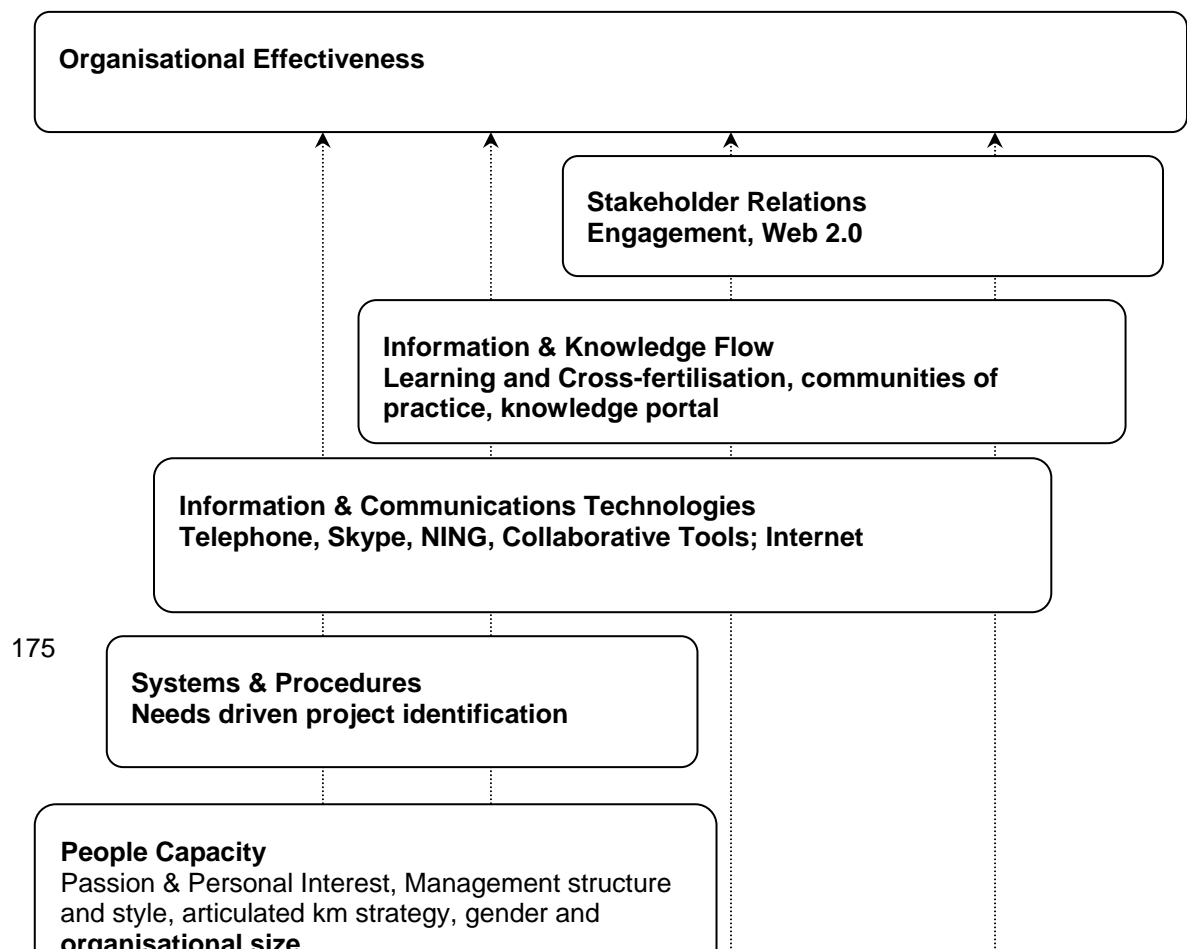 Organisational Effectiveness
Stakeholder Relations
Engagement, Web 2.0
Information & Knowledge Flow
Learning and Cross-fertilisation, communities of
practice, knowledge portal
Information & Communications Technologies
Telephone, Skype, NING, Collaborative Tools; Internet
175
Systems & Procedures
Needs driven project identification
People Capacity
Passion & Personal Interest, Management structure
and style, articulated km strategy, gender and
organisational size